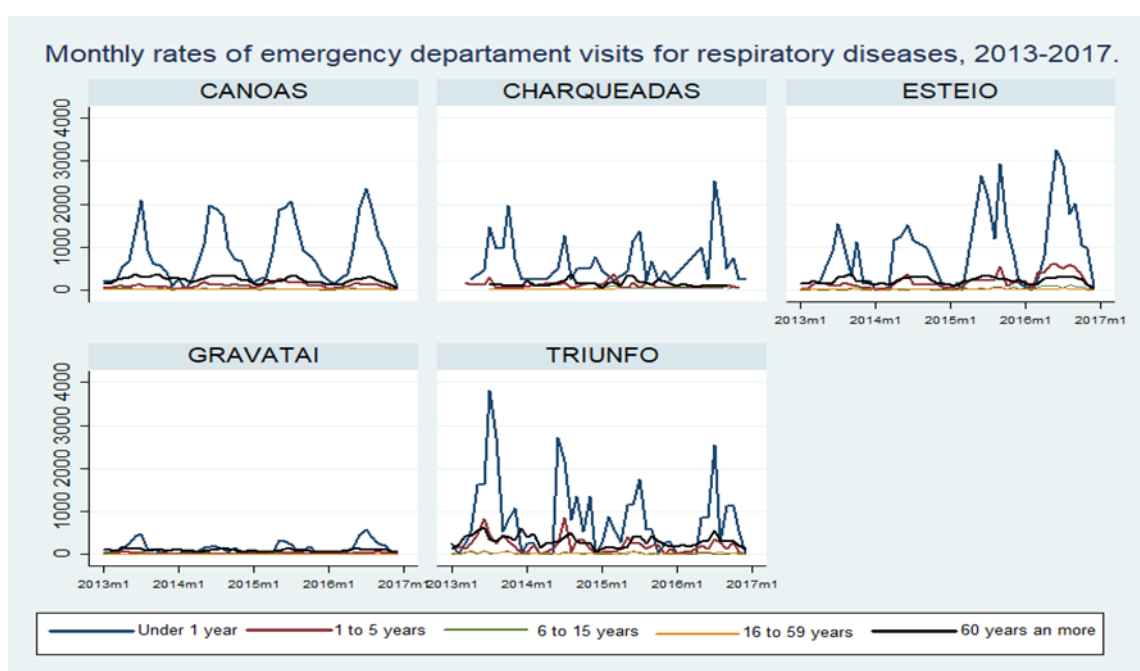 Monthly rates of emergency departament visits for respiratory diseases, 2013-2017.
CANOAS
CHARQUEADAS
ESTEIO
0 1000 2000 3000 4000
2013m1 2014m1 2015m1 2016m1 2017m1
GRAVATAI
TRIUNFO
0 1000 2000 3000 4000
2013m1 2014m1 2015m1 2016m1 2017m1
2013m1 2014m1 2015m1 2016m1 2017m1
Under 1 year 1 to 5 years 6 to 15 years 16 to 59 years 60 years an more